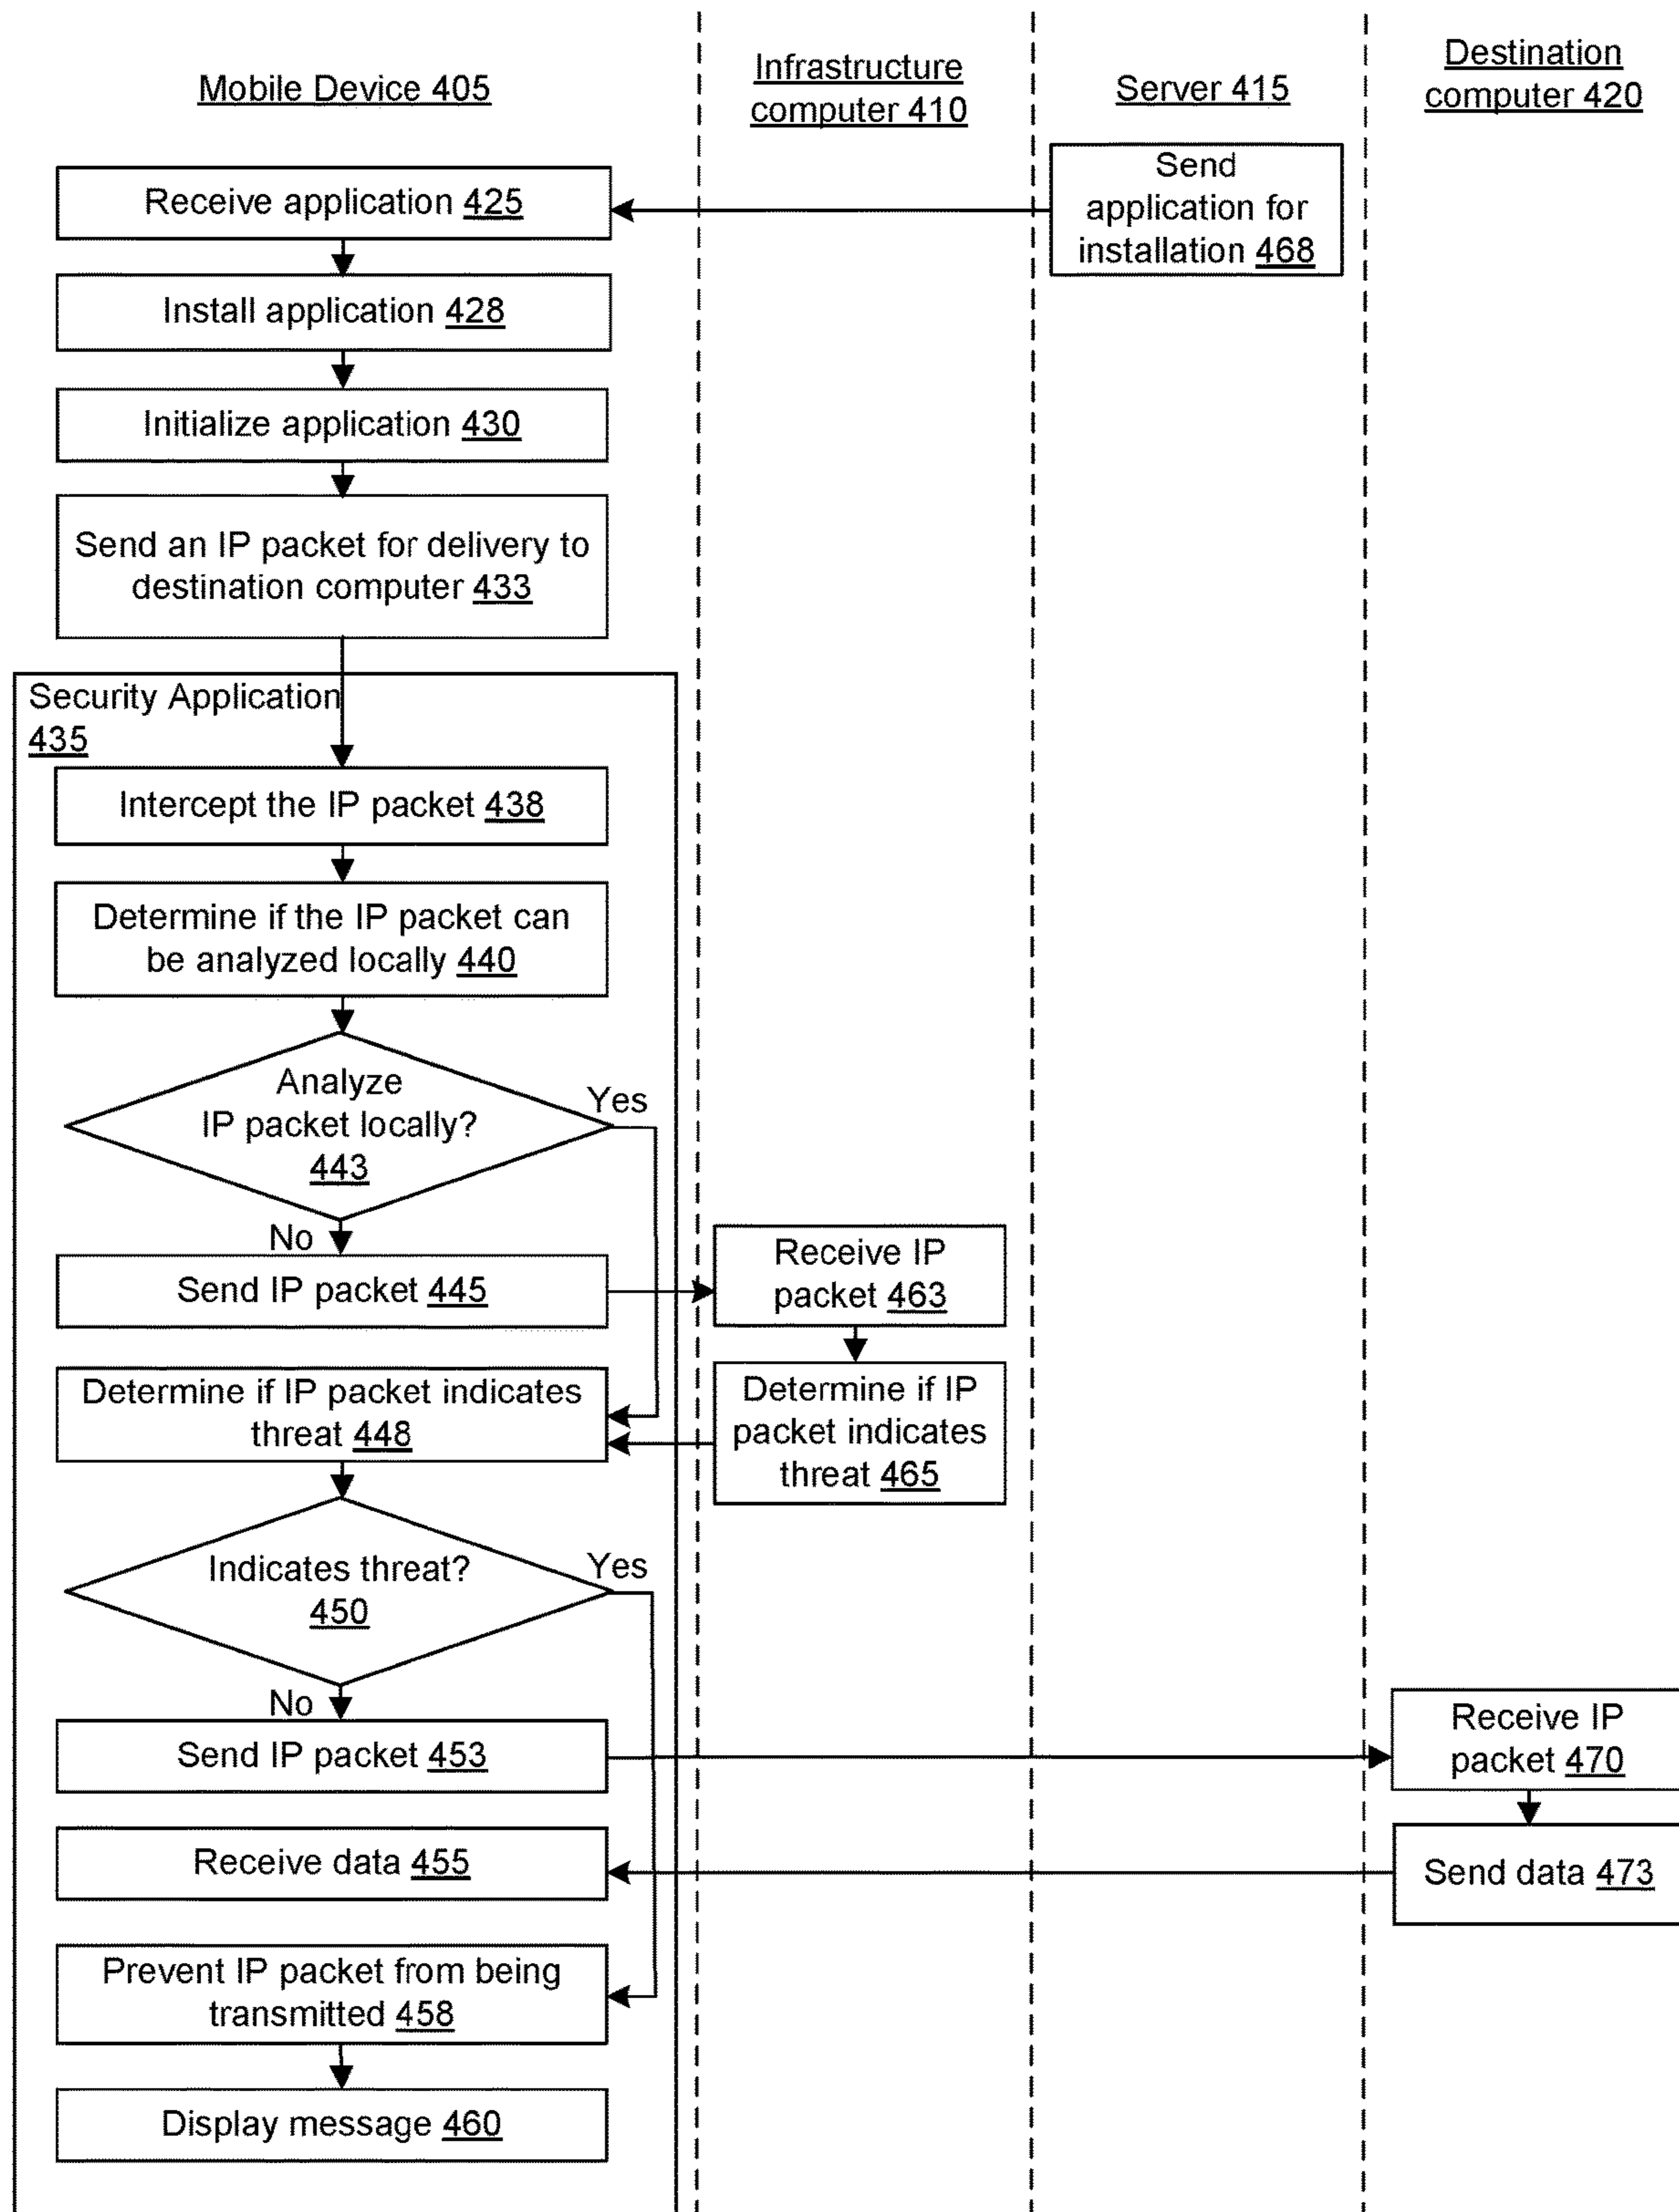 Mobile Device 405
Infrastructure
computer 410
Server 415
Destination
computer 420
Receive application 425
Send
application for
installation 468
Install application 428
Initialize application 430
Send an IP packet for delivery to
destination computer 433
Security Application
435
Intercept the IP packet 438
Determine if the IP packet can
be analyzed locally 440
Analyze
IP packet locally?
443
Yes
No
Send IP packet 445
Receive IP
packet 463
Determine if IP packet indicates
threat 448
Determine if IP
packet indicates
threat 465
Indicates threat?
450
Yes
No
Send IP packet 453
Receive IP
packet 470
Receive data 455
Send data 473
Prevent IP packet from being
transmitted 458
Display message 460